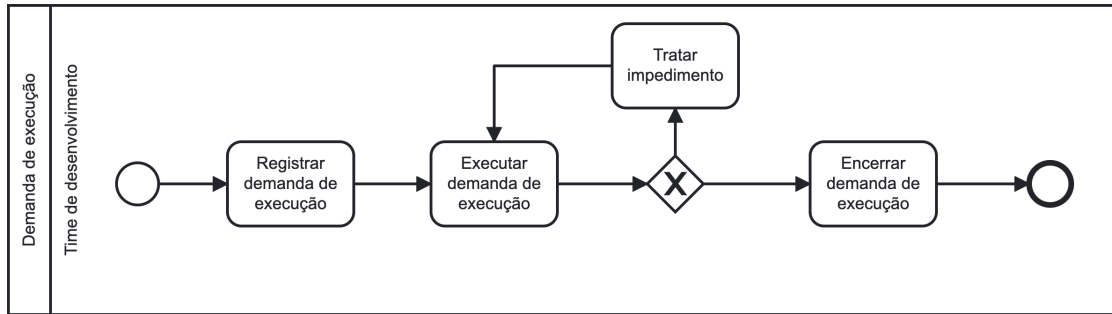 Demanda de execução
Time de desenvolvimento
Registrar
demanda de
execução
Executar
demanda de
execução
Tratar
impedimento
X
Encerrar
demanda de
execução